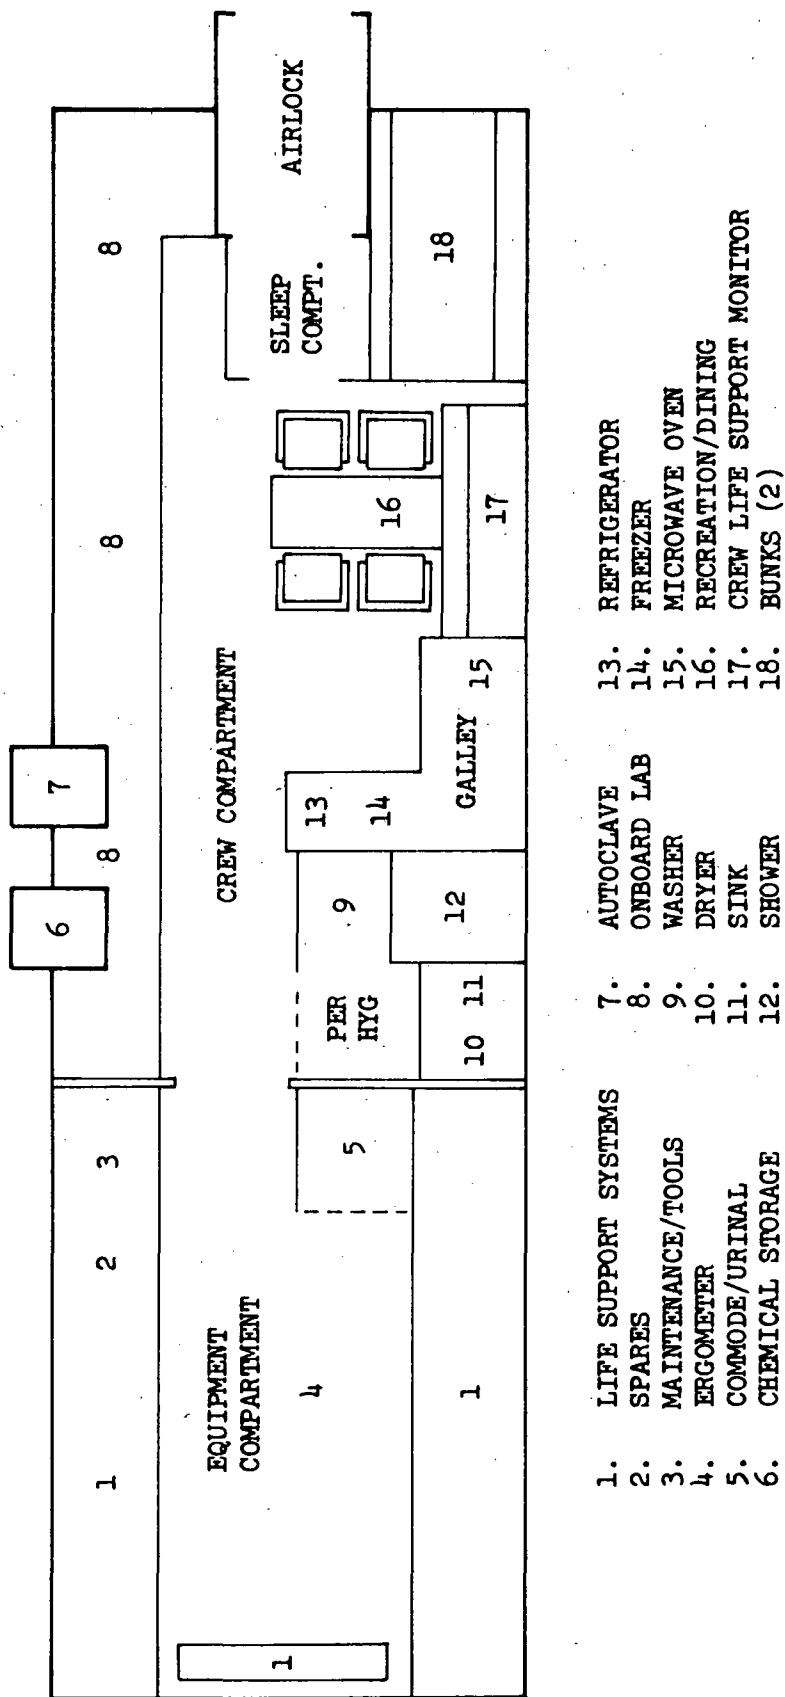 1
2
3
8
6
7
8
8
8
EQUIPMENT
COMPARTMENT
CREW COMPARTMENT
SLEEP
COMPT.
AIRLOCK
1
4
5
PER
HYG
9
13
14
16
18
1
10
11
12
GALLEY
15
17
1. LIFE SUPPORT SYSTEMS
2. SPARES
3. MAINTENANCE/TOOLS
4. ERGOMETER
5. COMMODE/URINAL
6. CHEMICAL STORAGE
7. AUTOCLAVE
8. ONBOARD LAB
9. WASHER
10. DRYER
11. SINK
12. SHOWER
13. REFRIGERATOR
14. FREEZER
15. MICROWAVE OVEN
16. RECREATION/DINING
17. CREW LIFE SUPPORT MONITOR
18. BUNKS (2)